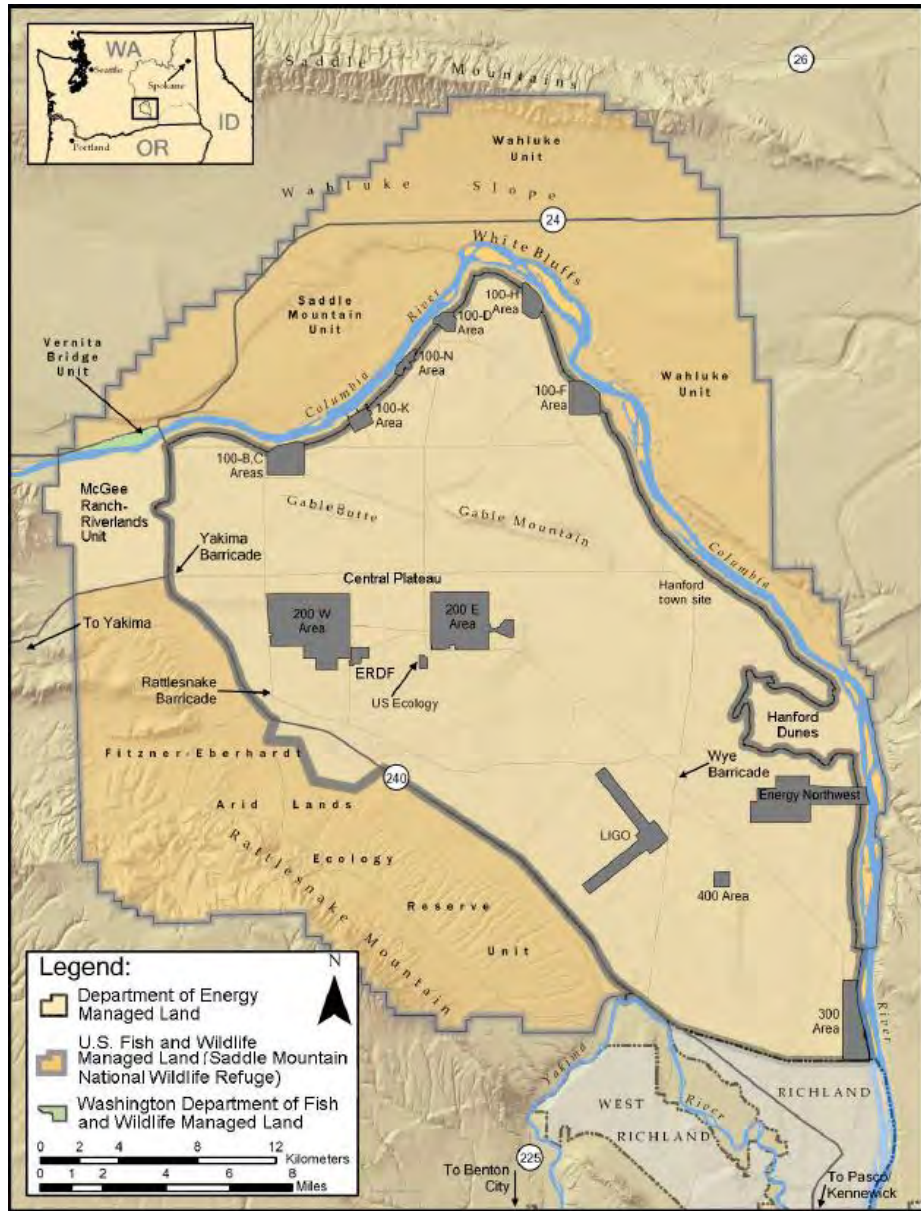 WA
Seattle
Spokane
ID
Portland
OR
Saddle Mountains
26
Wahluke
Unit
Wahluke Slope
24
White Bluffs
Saddle
Mountain
Unit
Columbia River
100-H
Area
100-D
Area
100-N
Area
100-K
Area
100-F
Area
100-B,C
Areas
Vernita
Bridge
Unit
Wahluke
Unit
McGee
Ranch-
Riverlands
Unit
Gable Butte
Gable Mountain
Columbia
Yakima
Barricade
Central Plateau
Hanford
town site
200 W
Area
200 E
Area
To Yakima
ERDF
US Ecology
Rattlesnake
Barricade
Hanford
Dunes
Wye
Barricade
Energy Northwest
240
Fitzner-Eberhardt
Arid Lands
Ecology
Reserve
Unit
Rattlesnake Mountain
LIGO
400 Area
300
Area
River
Yakima River
WEST
RICHLAND
RICHLAND
225
To Benton
City
To Pasco/
Kennewick
Legend:
N
Department of Energy
Managed Land
U.S. Fish and Wildlife
Managed Land (Saddle Mountain
National Wildlife Refuge)
Washington Department of Fish
and Wildlife Managed Land
0 2 4 8 12
Kilometers
0 1 2 4 6 8
Miles